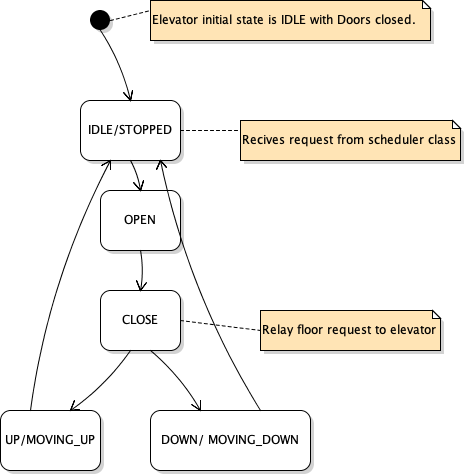 Elevator initial state is IDLE with Doors closed.
IDLE/STOPPED
Recives request from scheduler class
OPEN
CLOSE
Relay floor request to elevator
UP/MOVING_UP
DOWN/ MOVING_DOWN